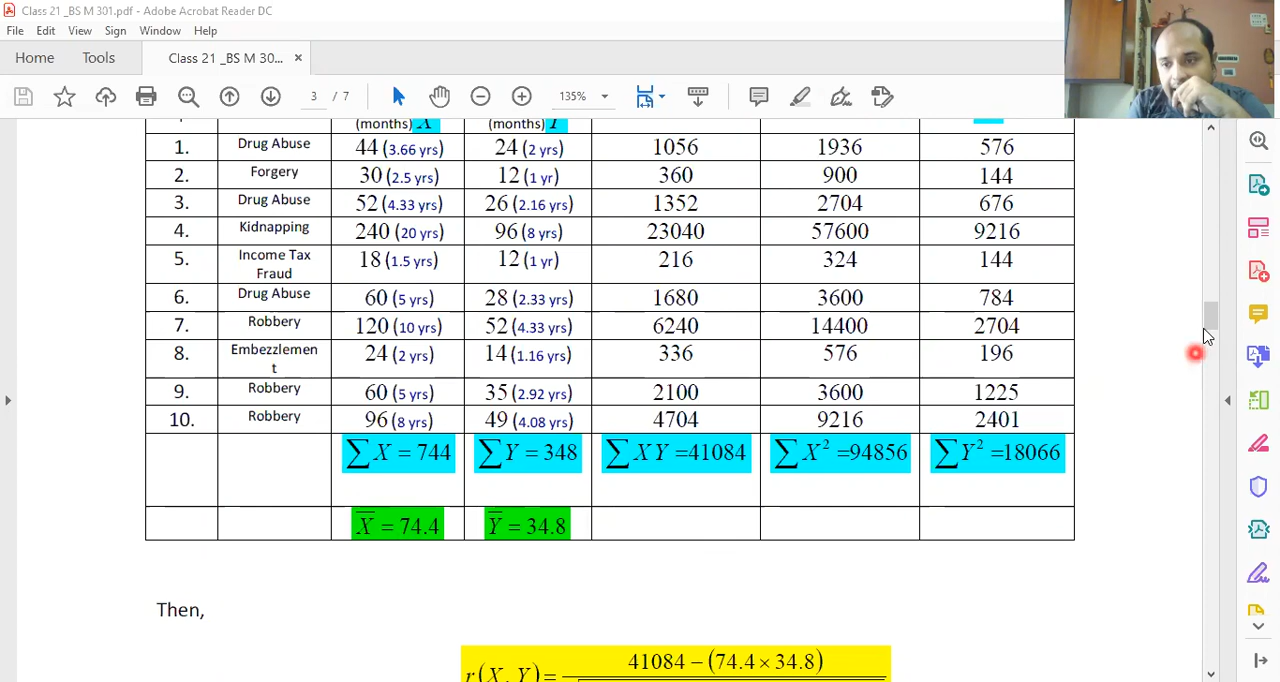 Class 21 _BS M 301.pdf - Adobe Acrobat Reader DC
File Edit View Sign Window Help
Home Tools Class 21 _BS M 30... ×
3 / 7 135%
(months) X (months) Y
1. Drug Abuse 44 (3.66 yrs) 24 (2 yrs) 1056 1936 576
2. Forgery 30 (2.5 yrs) 12 (1 yr) 360 900 144
3. Drug Abuse 52 (4.33 yrs) 26 (2.16 yrs) 1352 2704 676
4. Kidnapping 240 (20 yrs) 96 (8 yrs) 23040 57600 9216
5. Income Tax 18 (1.5 yrs) 12 (1 yr) 216 324 144
Fraud
6. Drug Abuse 60 (5 yrs) 28 (2.33 yrs) 1680 3600 784
7. Robbery 120 (10 yrs) 52 (4.33 yrs) 6240 14400 2704
8. Embezzlemen 24 (2 yrs) 14 (1.16 yrs) 336 576 196
t
9. Robbery 60 (5 yrs) 35 (2.92 yrs) 2100 3600 1225
10. Robbery 96 (8 yrs) 49 (4.08 yrs) 4704 9216 2401
∑ X = 744 ∑ Y = 348 ∑ X Y =41084 ∑ X² =94856 ∑ Y² =18066
X̅ = 74.4 Y̅ = 34.8
Then,
41084 − (74.4 × 34.8)
r(X, Y) =